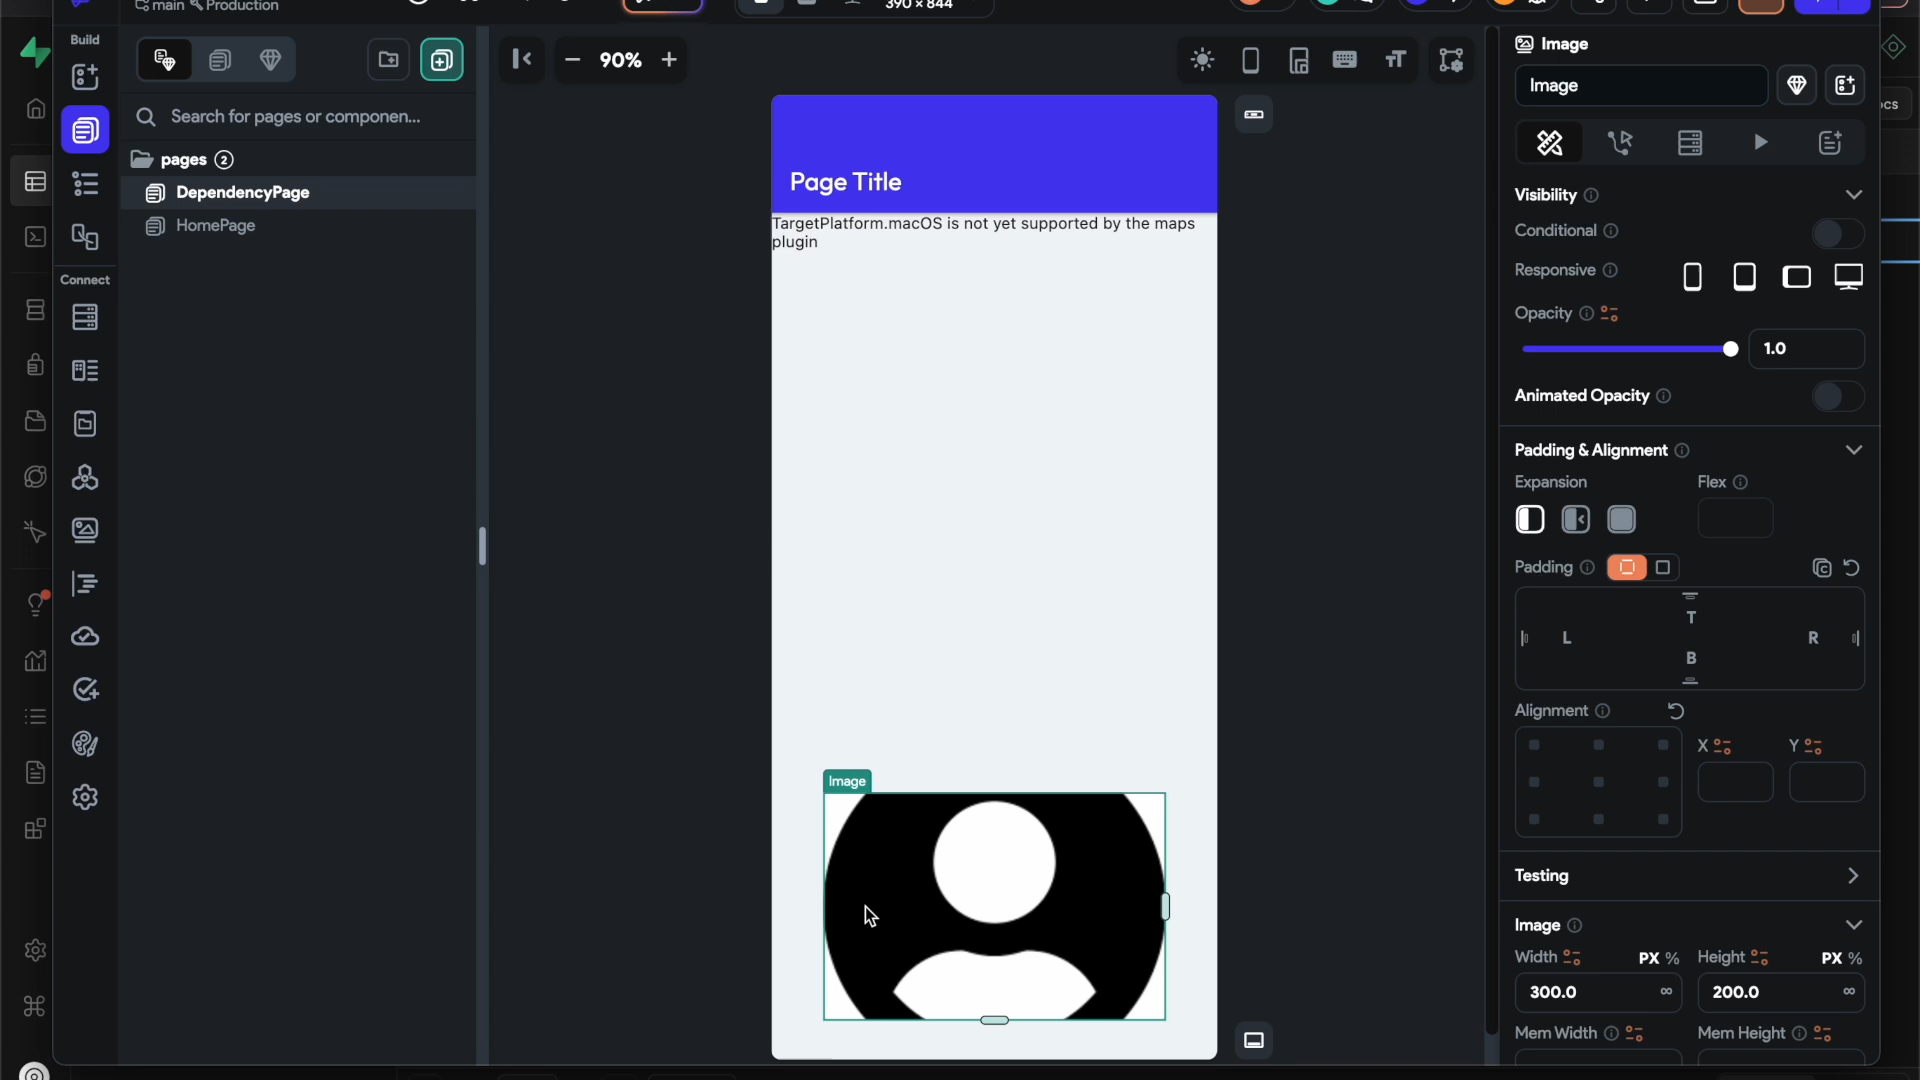 main
Production
390 × 844
Build
90%
Image
Image
ocs
Search for pages or componen...
pages 2
Page Title
DependencyPage
HomePage
TargetPlatform.macOS is not yet supported by the maps
plugin
Connect
Visibility
Conditional
Responsive
Opacity
1.0
Animated Opacity
Padding & Alignment
Expansion
Flex
Padding
T
L
R
B
Alignment
X
Y
Image
Testing
Image
Width
PX %
Height
PX %
300.0
∞
200.0
∞
Mem Width
Mem Height